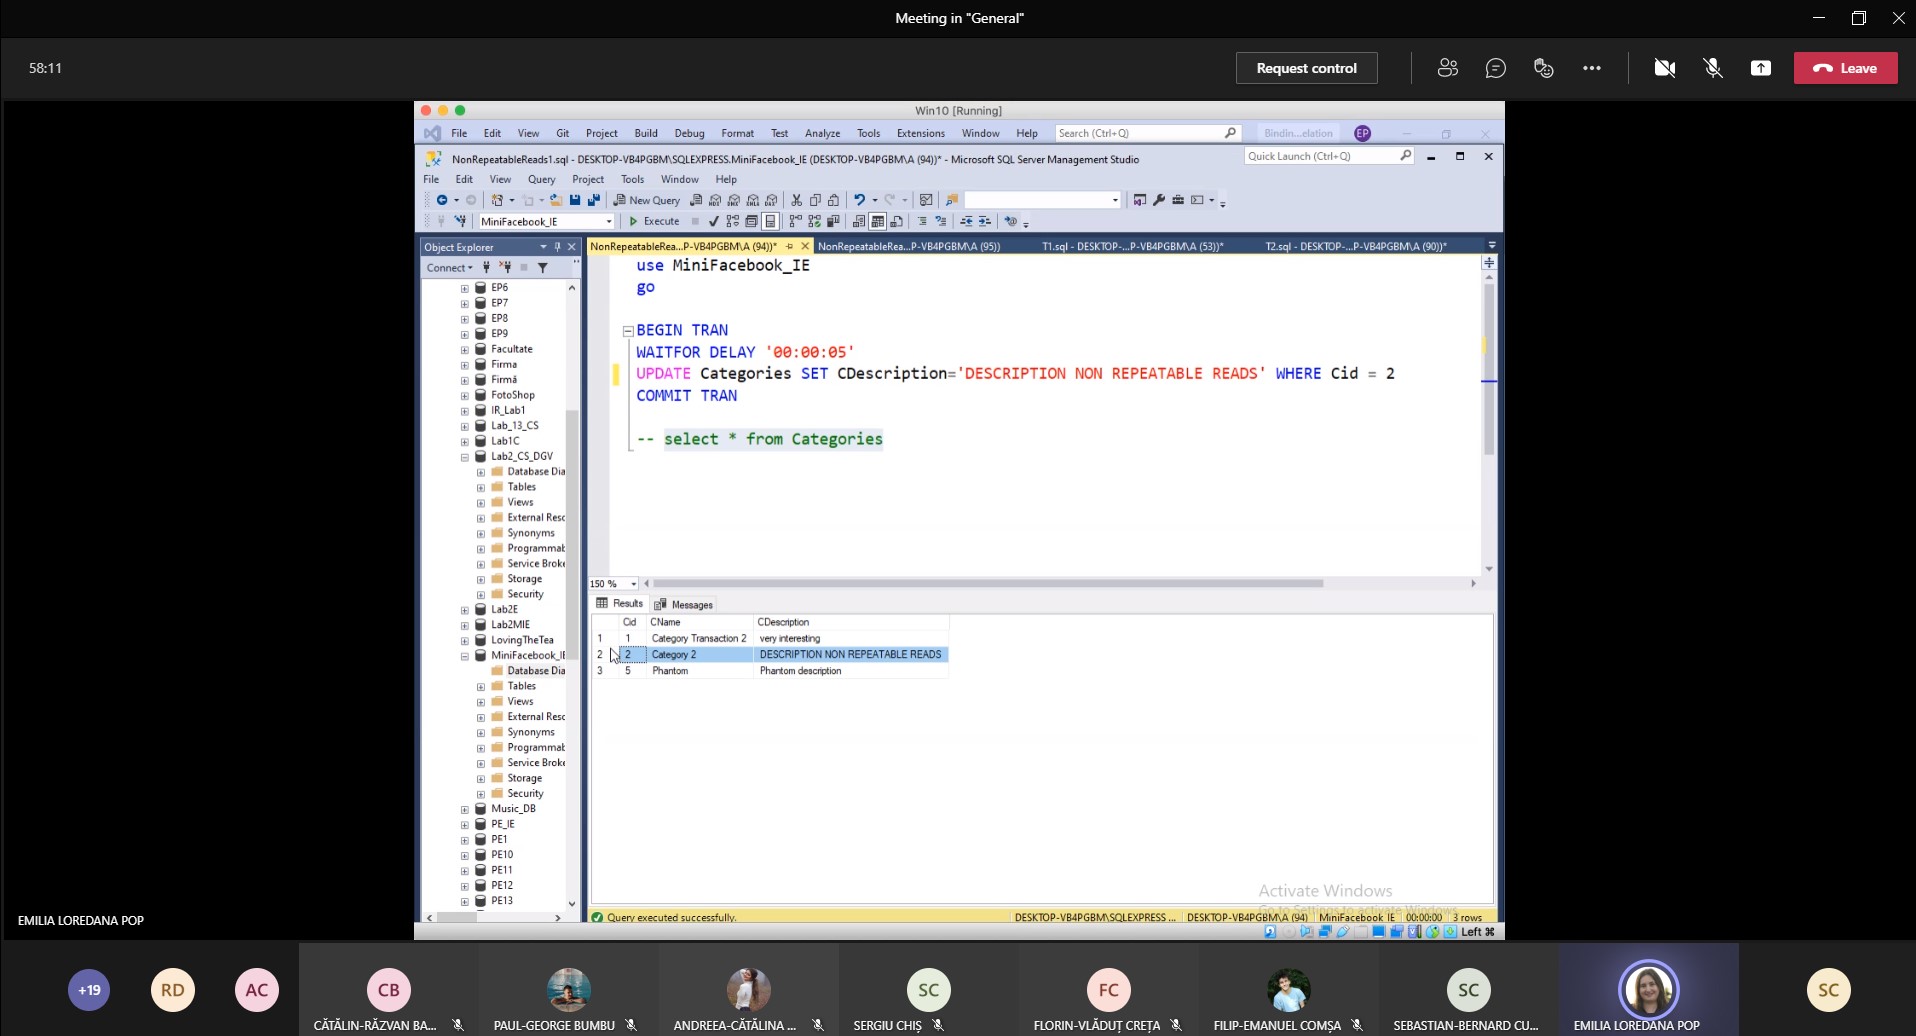 Meeting in "General"
58:11
Request control
Leave
Win10 [Running]
File Edit View Git Project Build Debug Format Test Analyze Tools Extensions Window Help Search (Ctrl+Q) Bindin...elation EP
NonRepeatableReads1.sql - DESKTOP-VB4PGBM\SQLEXPRESS.MiniFacebook_IE (DESKTOP-VB4PGBM\A (94))* - Microsoft SQL Server Management Studio
Quick Launch (Ctrl+Q)
File Edit View Query Project Tools Window Help
New Query
MiniFacebook_IE Execute
Object Explorer
NonRepeatableRea...P-VB4PGBM\A (94))* NonRepeatableRea...P-VB4PGBM\A (95)) T1.sql - DESKTOP-...P-VB4PGBM\A (53))* T2.sql - DESKTOP-...P-VB4PGBM\A (90))*
Connect
EP6
EP7
EP8
EP9
Facultate
Firma
Firmă
FotoShop
IR_Lab1
Lab_13_CS
Lab1C
Lab2_CS_DGV
Database Dia
Tables
Views
External Resc
Synonyms
Programmab
Service Broke
Storage
Security
Lab2E
Lab2MIE
LovingTheTea
MiniFacebook_IE
Database Dia
Tables
Views
External Resc
Synonyms
Programmab
Service Broke
Storage
Security
Music_DB
PE_IE
PE1
PE10
PE11
PE12
PE13
use MiniFacebook_IE
go
BEGIN TRAN
WAITFOR DELAY '00:00:05'
UPDATE Categories SET CDescription='DESCRIPTION NON REPEATABLE READS' WHERE Cid = 2
COMMIT TRAN
-- select * from Categories
150 %
Results Messages
Cid CName CDescription
1 1 Category Transaction 2 very interesting
2 2 Category 2 DESCRIPTION NON REPEATABLE READS
3 5 Phantom Phantom description
Activate Windows
Go to Settings to activate Windows.
Query executed successfully. DESKTOP-VB4PGBM\SQLEXPRESS ... DESKTOP-VB4PGBM\A (94) MiniFacebook_IE 00:00:00 3 rows
Left ⌘
EMILIA LOREDANA POP
+19 RD AC CB SC FC SC SC
CĂTĂLIN-RĂZVAN BA... PAUL-GEORGE BUMBU ANDREEA-CĂTĂLINA ... SERGIU CHIȘ FLORIN-VLĂDUȚ CREȚA FILIP-EMANUEL COMȘA SEBASTIAN-BERNARD CU... EMILIA LOREDANA POP